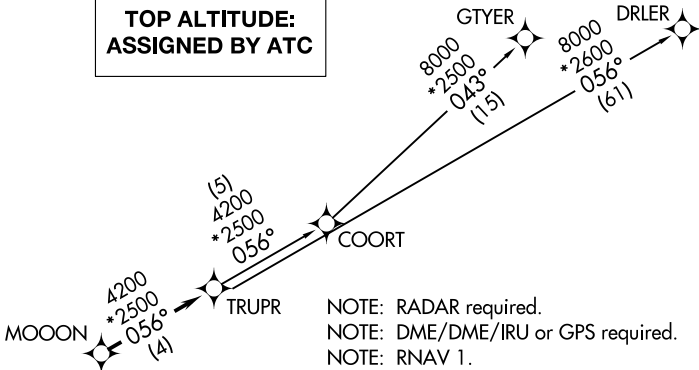 TOP ALTITUDE:
ASSIGNED BY ATC
GTYER
8000
*2500
043°
(15)
DRLER
8000
*2600
056°
(61)
(5)
4200
*2500
056°
COORT
4200
*2500
056°
(4)
TRUPR
MOOON
NOTE: RADAR required.
NOTE: DME/DME/IRU or GPS required.
NOTE: RNAV 1.